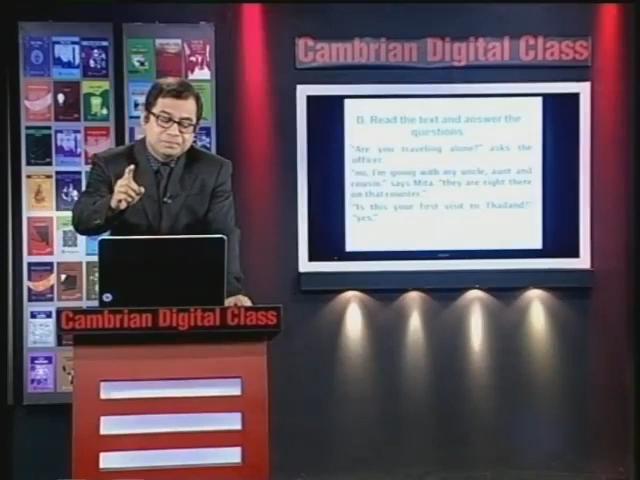 Cambrian Digital Class
D. Read the text and answer the
questions
"Are you traveling alone?" asks the
officer.
"no, I'm going with my uncle, aunt and
cousin." says Mita. "they are right there
on that counter."
"Is this your first visit to Thailand?"
"yes."
Cambrian Digital Class